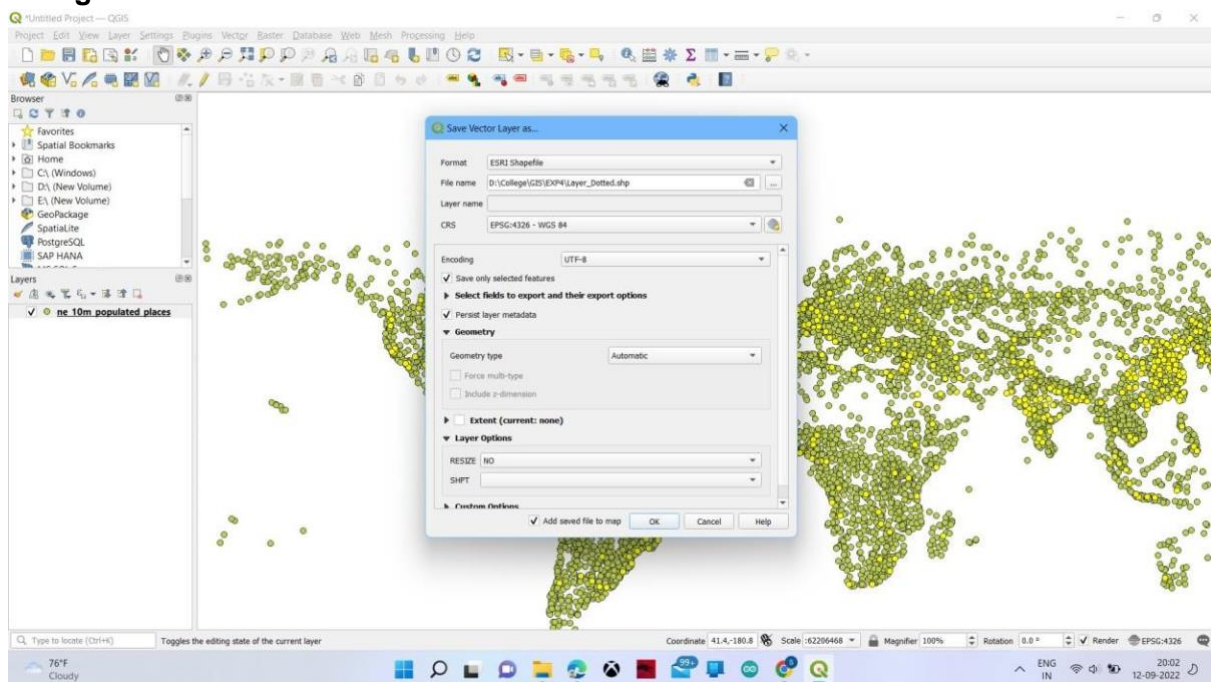 *Untitled Project — QGIS
Project Edit View Layer Settings Plugins Vector Raster Database Web Mesh Processing Help
Browser
Favorites
Spatial Bookmarks
Home
C:\ (Windows)
D:\ (New Volume)
E:\ (New Volume)
GeoPackage
SpatiaLite
PostgreSQL
SAP HANA
Layers
ne_10m_populated_places
Save Vector Layer as...
Format ESRI Shapefile
File name D:\College\GIS\EXP4\Layer_Dotted.shp
Layer name
CRS EPSG:4326 - WGS 84
Encoding UTF-8
Save only selected features
Select fields to export and their export options
Persist layer metadata
Geometry
Geometry type Automatic
Force multi-type
Include z-dimension
Extent (current: none)
Layer Options
RESIZE NO
SHPT
Custom Options
Add saved file to map OK Cancel Help
Type to locate (Ctrl+K) Toggles the editing state of the current layer Coordinate 41.4,-180.8 Scale :62206468 Magnifier 100% Rotation 0.0 ° Render EPSG:4326
76°F
Cloudy
99+
ENG
IN
20:02
12-09-2022